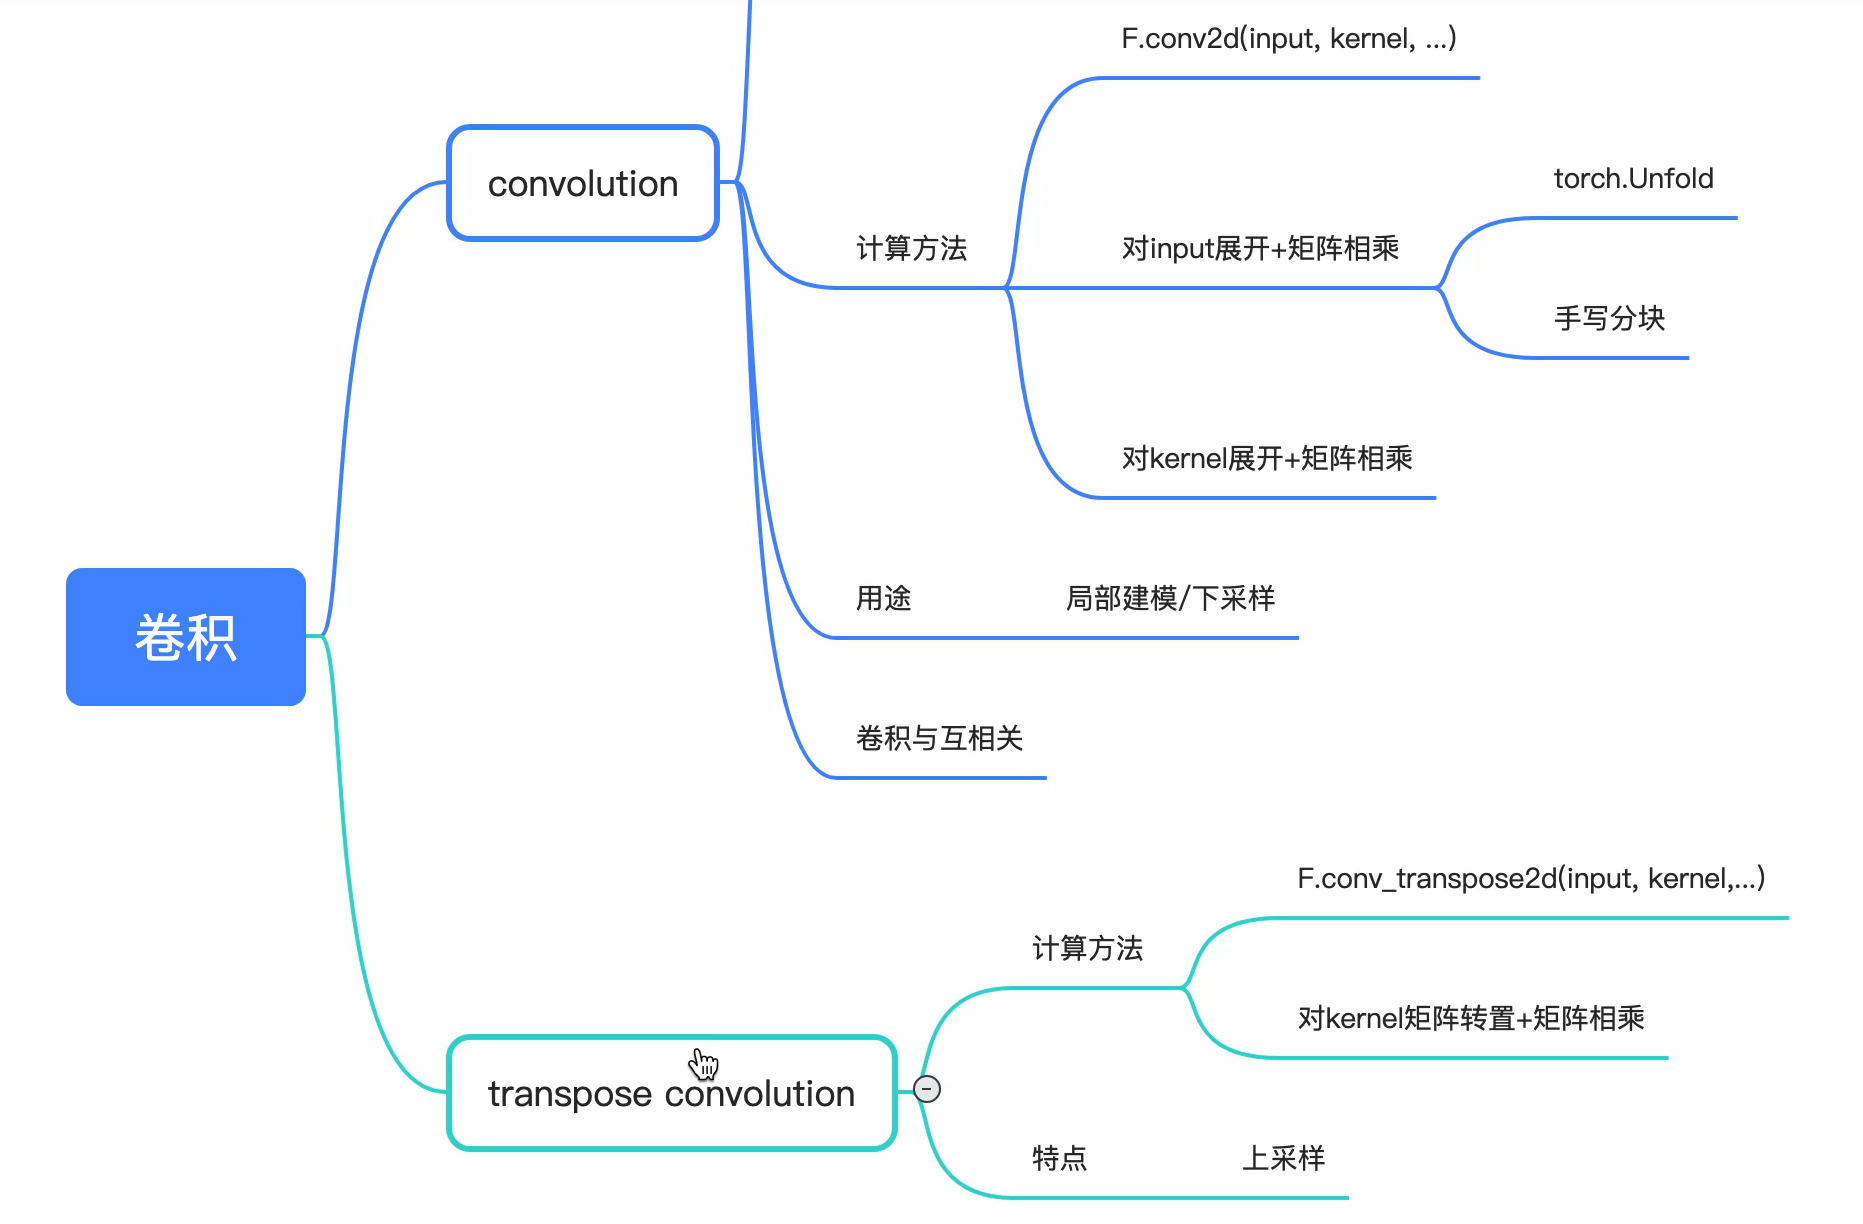 卷积
convolution
计算方法
F.conv2d(input, kernel, ...)
对input展开+矩阵相乘
torch.Unfold
手写分块
对kernel展开+矩阵相乘
用途
局部建模/下采样
卷积与互相关
transpose convolution
计算方法
F.conv_transpose2d(input, kernel,...)
对kernel矩阵转置+矩阵相乘
特点
上采样